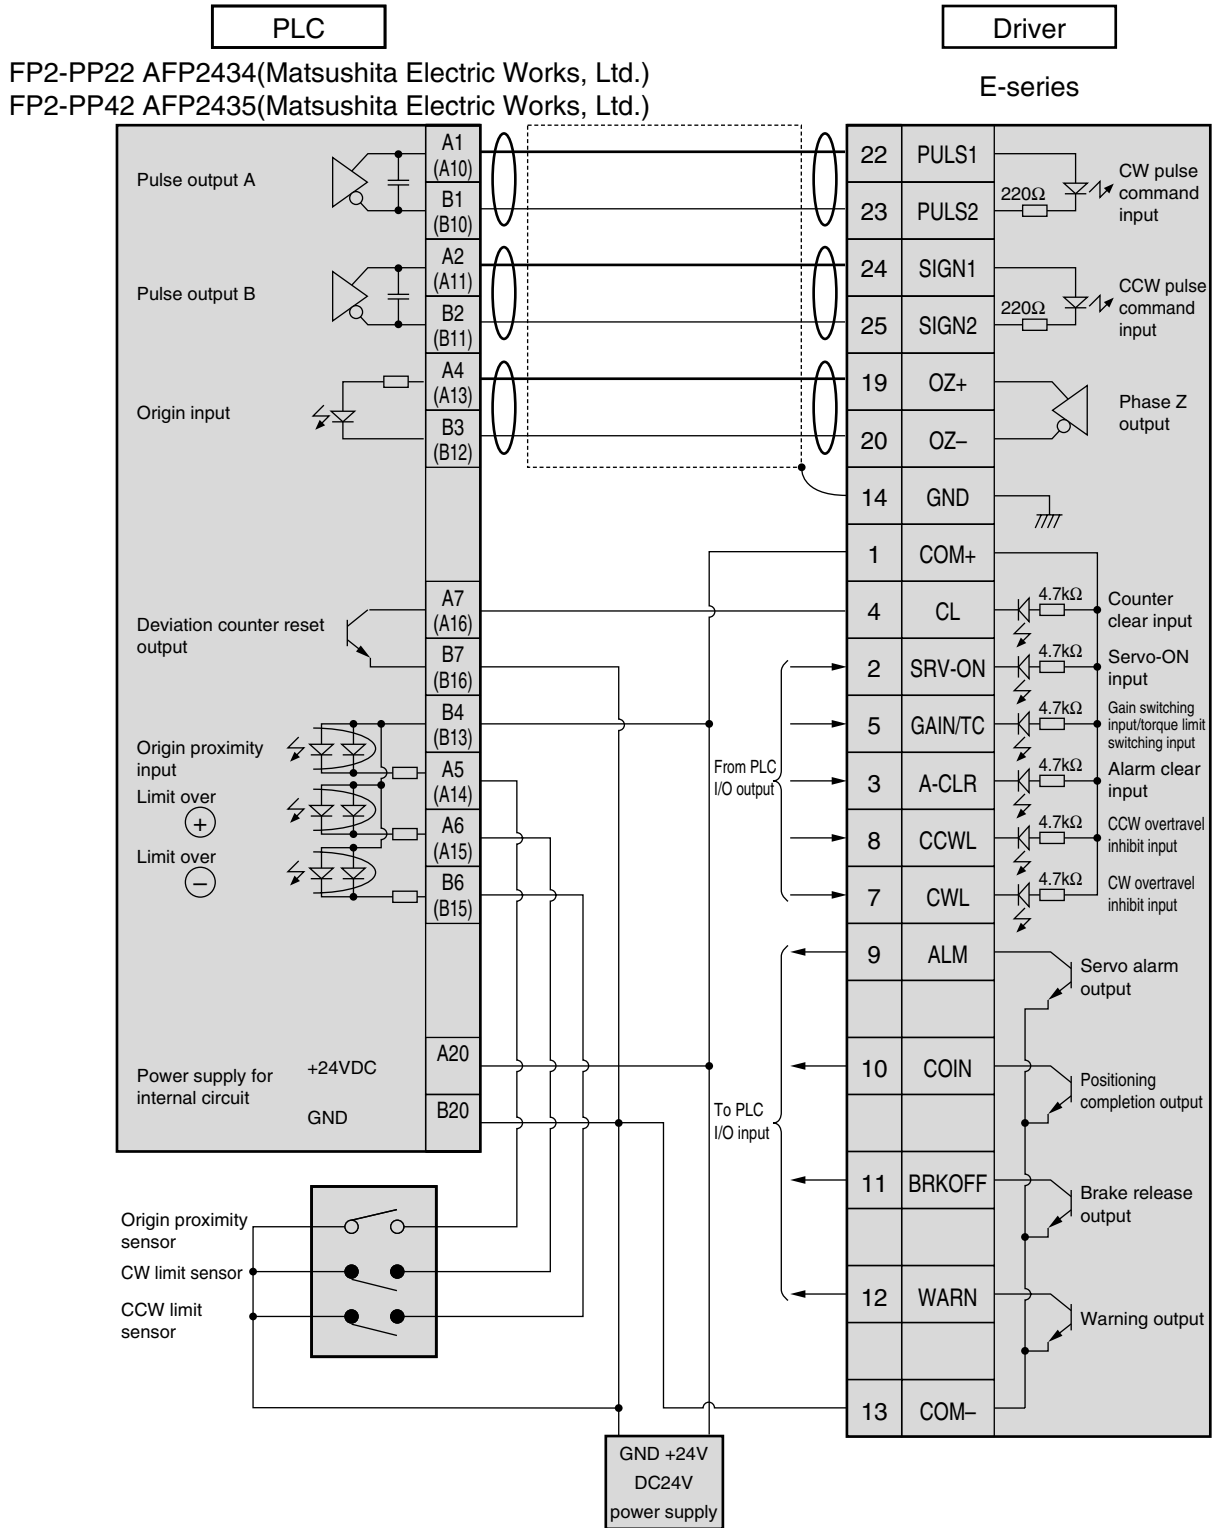 PLC
Driver
FP2-PP22 AFP2434(Matsushita Electric Works, Ltd.)
FP2-PP42 AFP2435(Matsushita Electric Works, Ltd.)
E-series
Pulse output A
A1
(A10)
B1
(B10)
22 PULS1
23 PULS2
220Ω
CW pulse
command
input
Pulse output B
A2
(A11)
B2
(B11)
24 SIGN1
25 SIGN2
220Ω
CCW pulse
command
input
Origin input
A4
(A13)
B3
(B12)
19 OZ+
20 OZ–
Phase Z
output
14 GND
1 COM+
Deviation counter reset
output
A7
(A16)
B7
(B16)
4 CL
4.7kΩ
Counter
clear input
2 SRV-ON
4.7kΩ
Servo-ON
input
B4
(B13)
5 GAIN/TC
4.7kΩ
Gain switching
input/torque limit
switching input
Origin proximity
input
A5
(A14)
From PLC
I/O output
3 A-CLR
4.7kΩ
Alarm clear
input
Limit over
+
A6
(A15)
8 CCWL
4.7kΩ
CCW overtravel
inhibit input
Limit over
–
B6
(B15)
7 CWL
4.7kΩ
CW overtravel
inhibit input
9 ALM
Servo alarm
output
Power supply for
internal circuit
+24VDC
GND
A20
B20
10 COIN
Positioning
completion output
To PLC
I/O input
11 BRKOFF
Brake release
output
Origin proximity
sensor
CW limit sensor
CCW limit
sensor
12 WARN
Warning output
13 COM–
GND +24V
DC24V
power supply